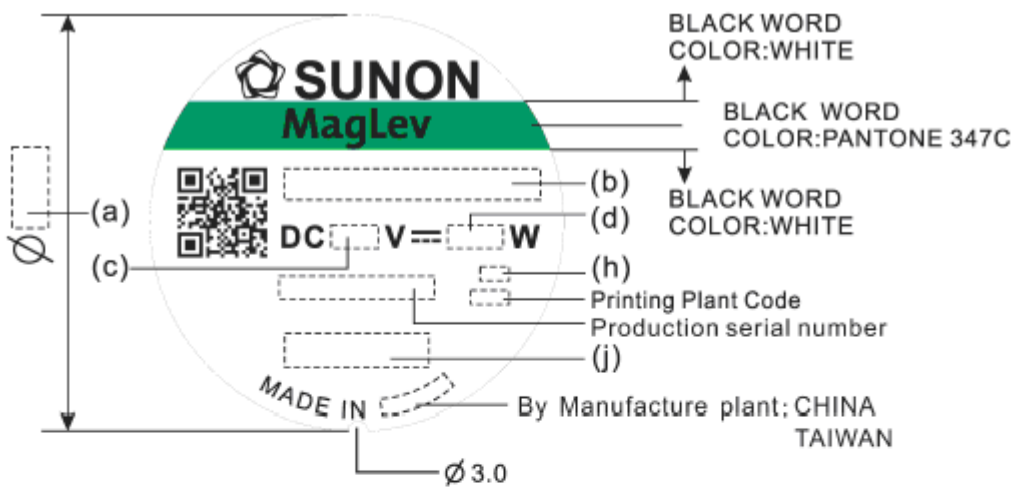 BLACK WORD
COLOR:WHITE
SUNON
MagLev
BLACK WORD
COLOR:PANTONE 347C
(a)
(b)
BLACK WORD
COLOR:WHITE
DC V W
(d)
Ø
(c)
(h)
Printing Plant Code
Production serial number
(j)
MADE IN
By Manufacture plant; CHINA
TAIWAN
Ø 3.0